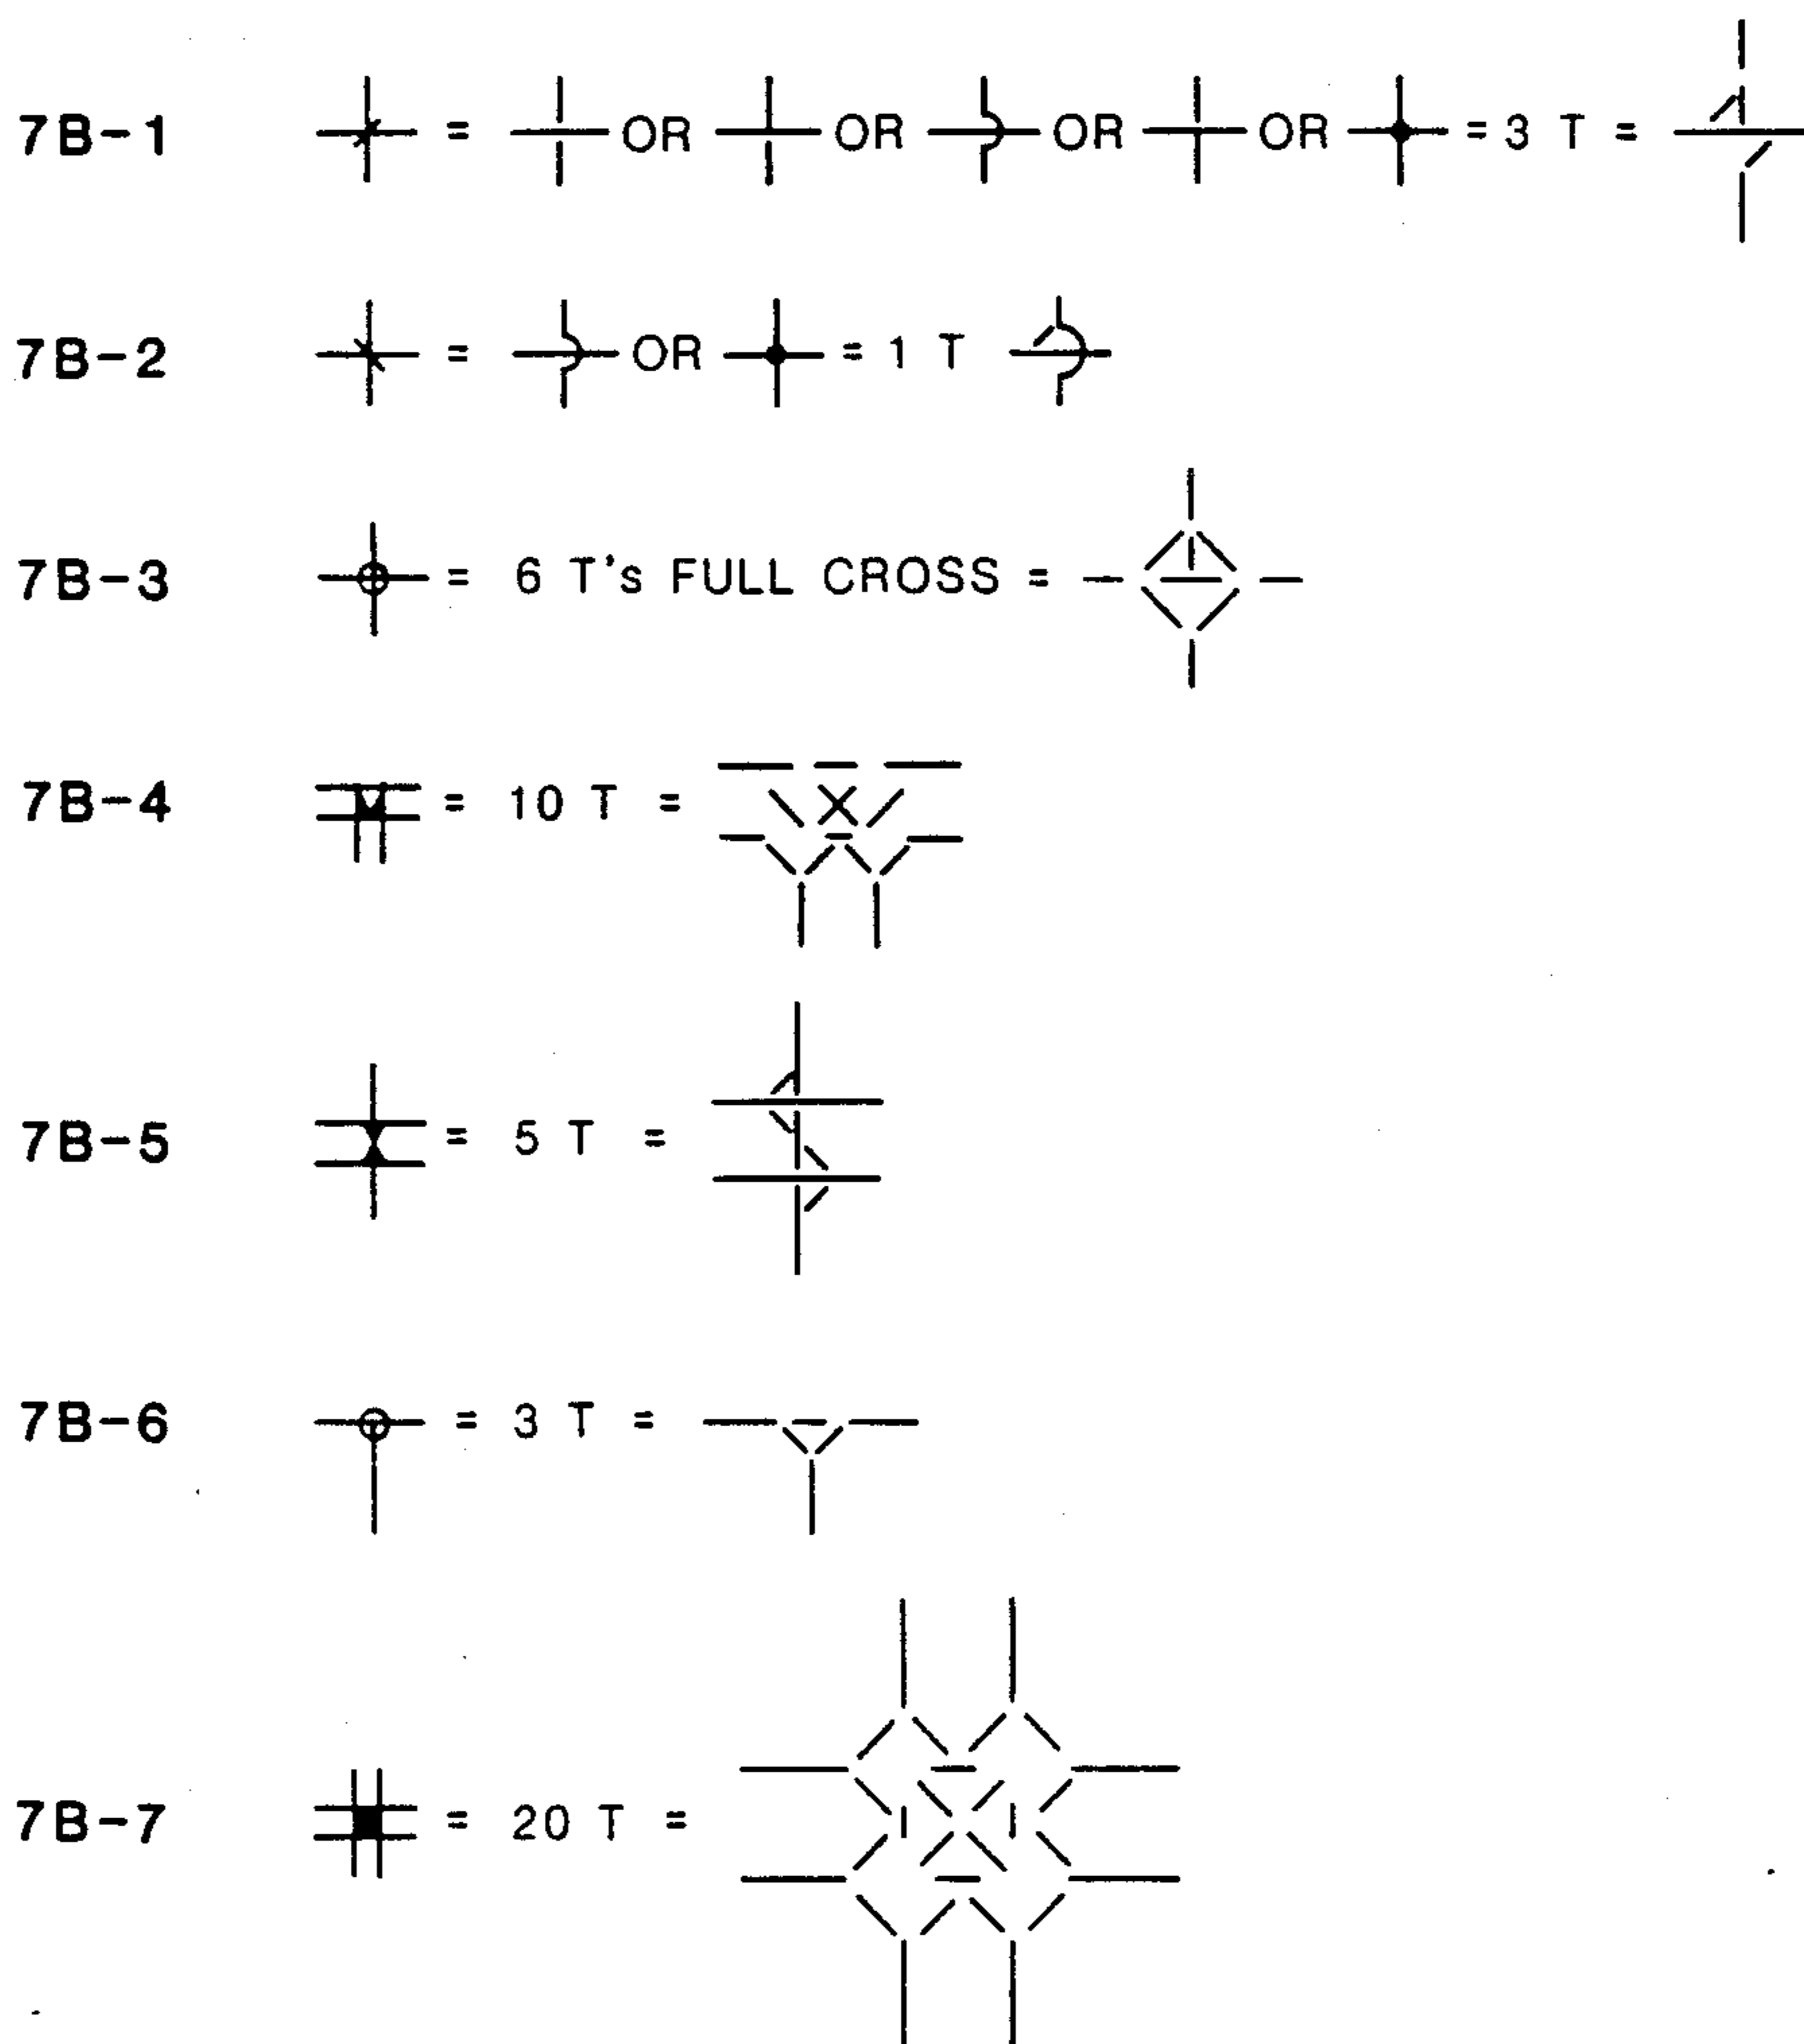 7B-1 = OR OR OR OR = 3 T =
7B-2 = OR = 1 T
7B-3 = 6 T's FULL CROSS =
7B-4 = 10 T =
7B-5 = 5 T =
7B-6 = 3 T =
7B-7 = 20 T =